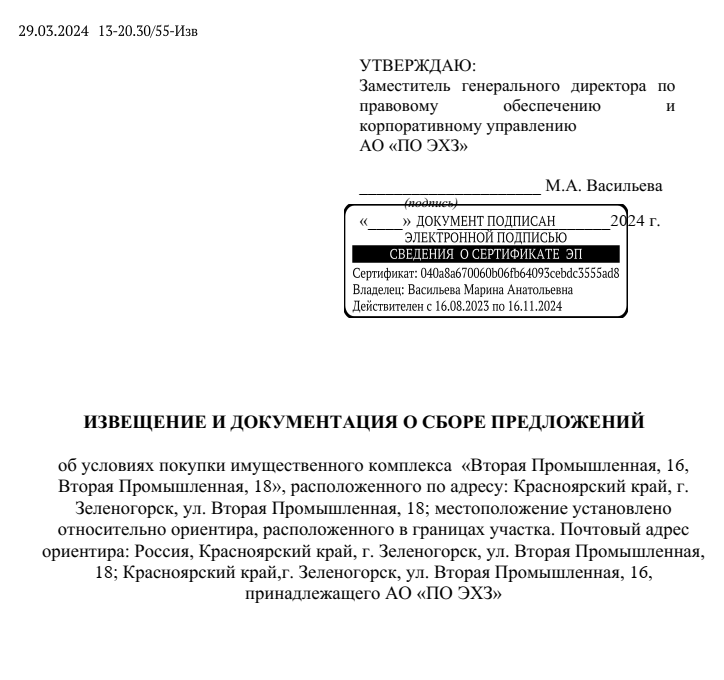 29.03.2024 13-20.30/55-Изв
УТВЕРЖДАЮ:
Заместитель генерального директора по
правовому обеспечению и
корпоративному управлению
АО «ПО ЭХЗ»
_____________________ М.А. Васильева
(подпись)
«____» ____________________2024 г.
ДОКУМЕНТ ПОДПИСАН
ЭЛЕКТРОННОЙ ПОДПИСЬЮ
СВЕДЕНИЯ О СЕРТИФИКАТЕ ЭП
Сертификат: 040a8a670060b06fb64093cebdc3555ad8
Владелец: Васильева Марина Анатольевна
Действителен с 16.08.2023 по 16.11.2024
ИЗВЕЩЕНИЕ И ДОКУМЕНТАЦИЯ О СБОРЕ ПРЕДЛОЖЕНИЙ
об условиях покупки имущественного комплекса «Вторая Промышленная, 16,
Вторая Промышленная, 18», расположенного по адресу: Красноярский край, г.
Зеленогорск, ул. Вторая Промышленная, 18; местоположение установлено
относительно ориентира, расположенного в границах участка. Почтовый адрес
ориентира: Россия, Красноярский край, г. Зеленогорск, ул. Вторая Промышленная,
18; Красноярский край,г. Зеленогорск, ул. Вторая Промышленная, 16,
принадлежащего АО «ПО ЭХЗ»